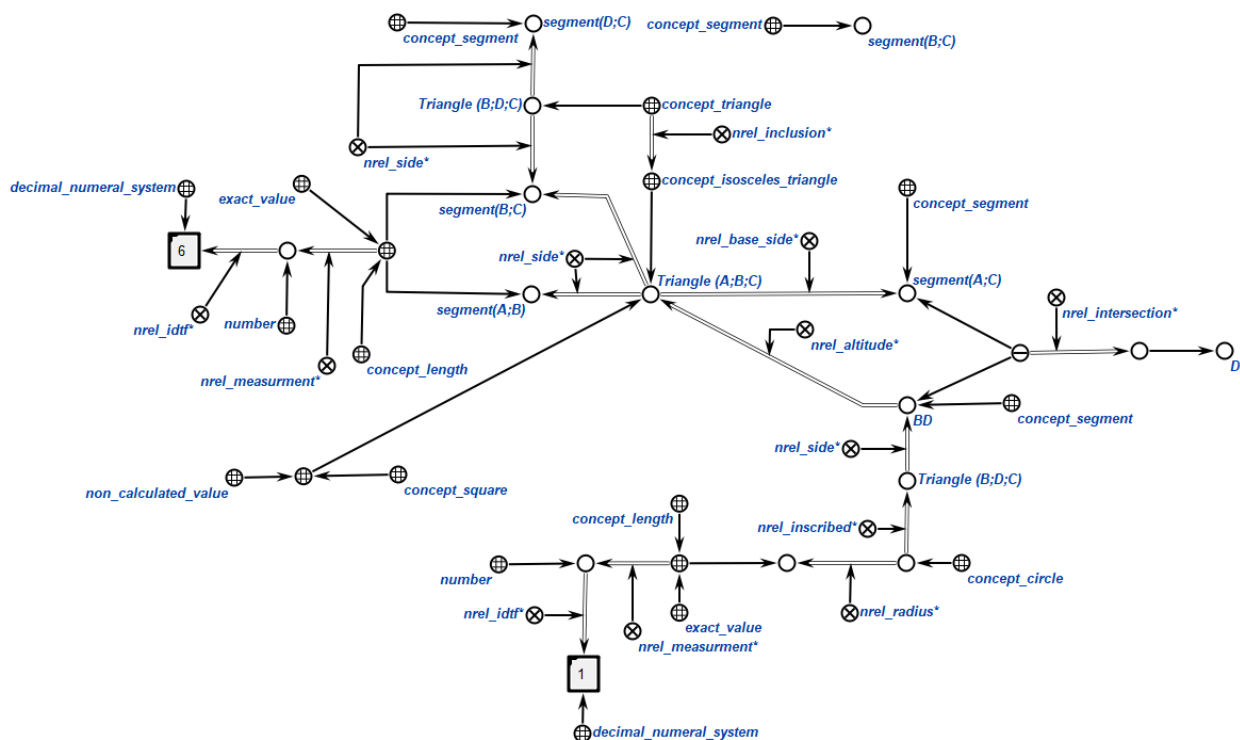 segment(D;C)
concept_segment
concept_segment
segment(B;C)
Triangle (B;D;C)
concept_triangle
nrel_inclusion*
nrel_side*
decimal_numeral_system
exact_value
concept_isosceles_triangle
concept_segment
segment(B;C)
nrel_base_side*
6
nrel_side*
Triangle (A;B;C)
segment(A;C)
segment(A;B)
nrel_intersection*
nrel_idtf*
number
nrel_altitude*
nrel_measurment*
concept_length
D
BD
concept_segment
nrel_side*
Triangle (B;D;C)
non_calculated_value
concept_square
concept_length
nrel_inscribed*
number
concept_circle
nrel_idtf*
exact_value
nrel_radius*
nrel_measurment*
1
decimal_numeral_system